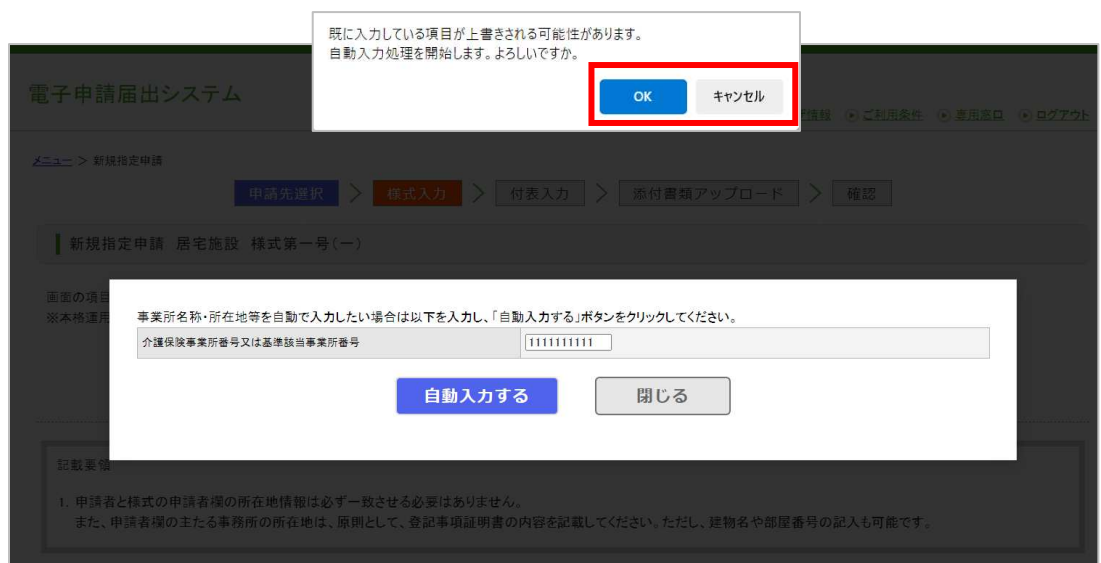 既に入力している項目が上書きされる可能性があります。
自動入力処理を開始します。よろしいですか。
OK
キャンセル
電子申請届出システム
ご利用条件
専用窓口
ログアウト
メニュー > 新規指定申請
申請先選択 > 様式入力 > 付表入力 > 添付書類アップロード > 確認
新規指定申請 居宅施設 様式第一号(一)
画面の項目
※本格運用
事業所名称・所在地等を自動で入力したい場合は以下を入力し、「自動入力する」ボタンをクリックしてください。
介護保険事業所番号又は基準該当事業所番号
1111111111
自動入力する
閉じる
記載要領
1. 申請者と様式の申請者欄の所在地情報は必ず一致させる必要はありません。
また、申請者欄の主たる事務所の所在地は、原則として、登記事項証明書の内容を記載してください。ただし、建物名や部屋番号の記入も可能です。